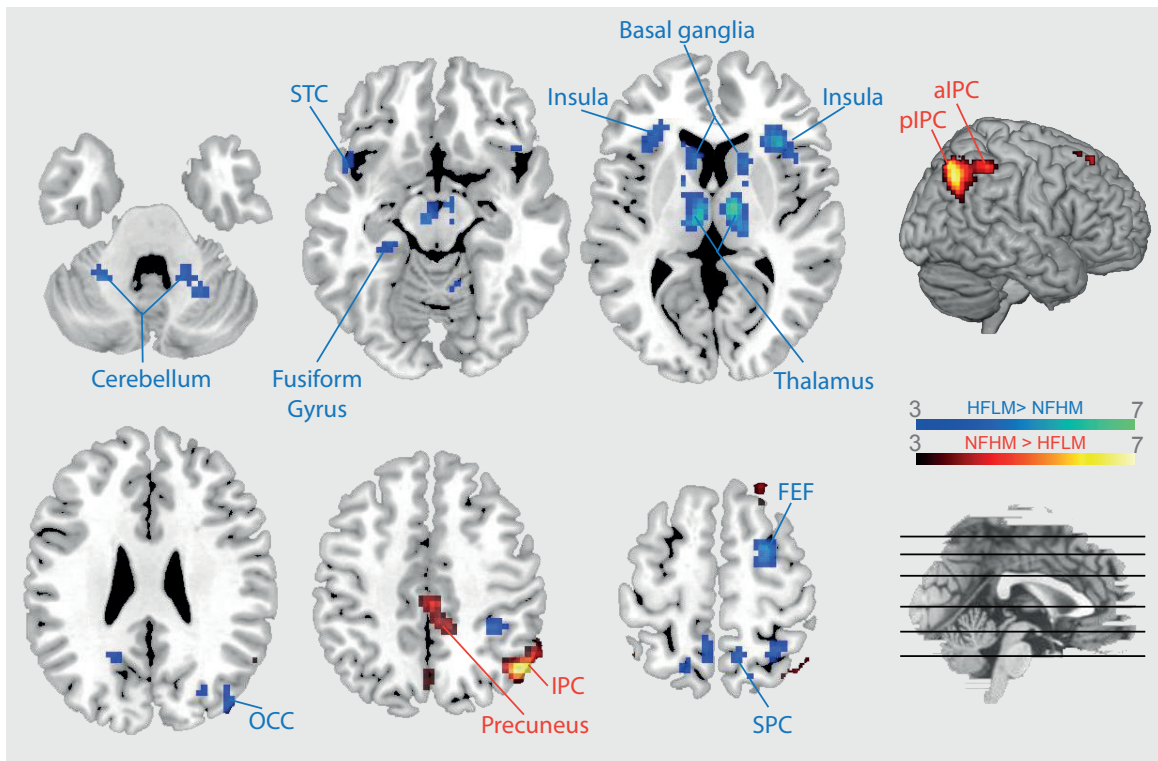 Basal ganglia
STC
Insula
Insula
aIPC
pIPC
Cerebellum
Fusiform
Gyrus
Thalamus
3 HFLM> NFHM 7
3 NFHM > HFLM 7
FEF
OCC
IPC
Precuneus
SPC